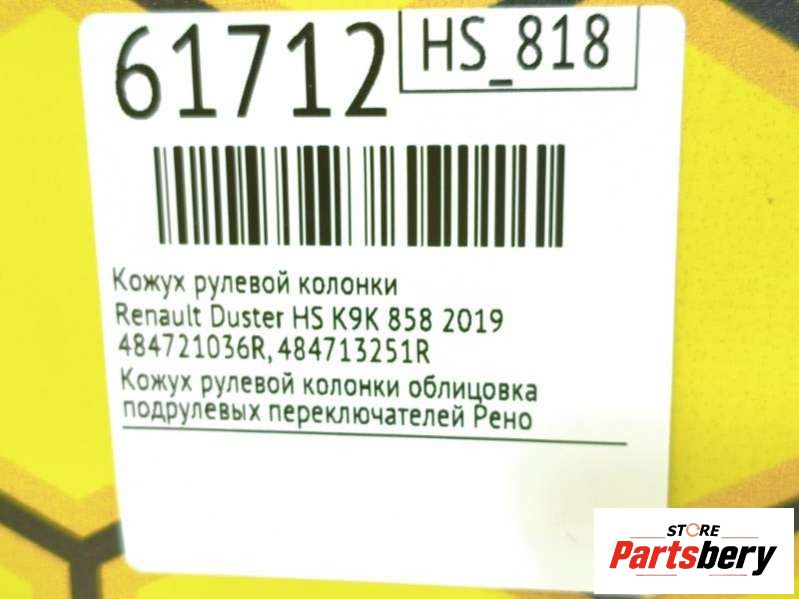 61712
HS_818
Кожух рулевой колонки
Renault Duster HS K9K 858 2019
484721036R, 484713251R
Кожух рулевой колонки облицовка
подрулевых переключателей Рено
STORE
Partsbery